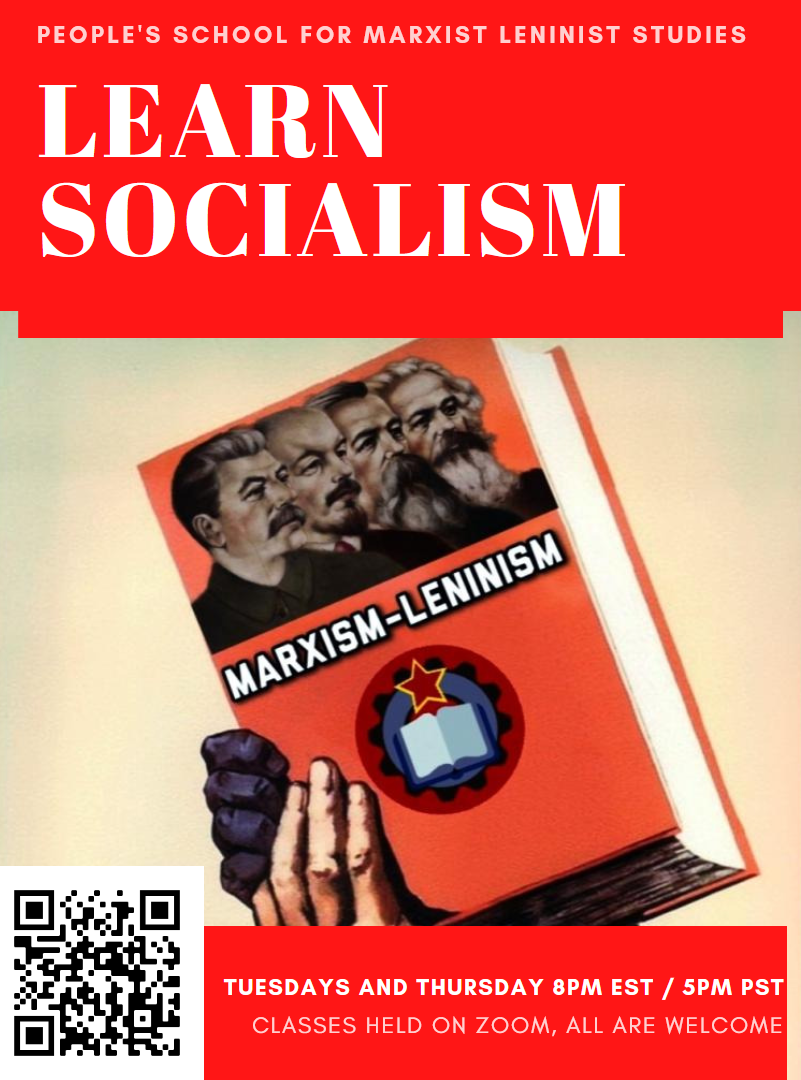 PEOPLE'S SCHOOL FOR MARXIST LENINIST STUDIES
LEARN
SOCIALISM
MARXISM-LENINISM
TUESDAYS AND THURSDAY 8PM EST / 5PM PST
CLASSES HELD ON ZOOM, ALL ARE WELCOME